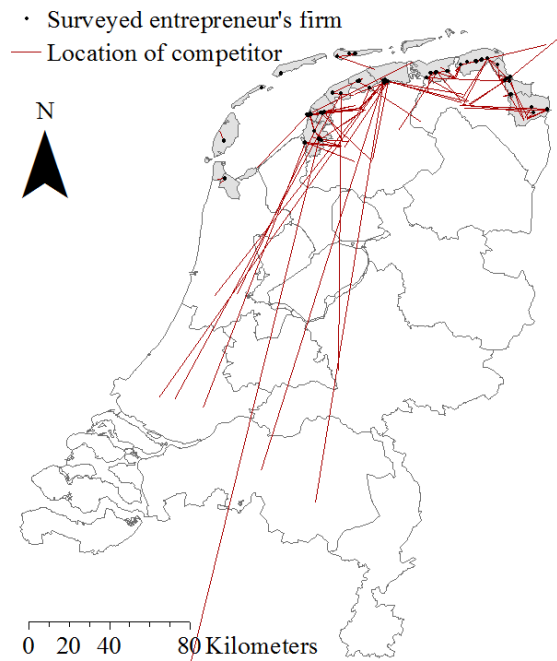 Surveyed entrepreneur's firm
Location of competitor
N
0 20 40 80 Kilometers